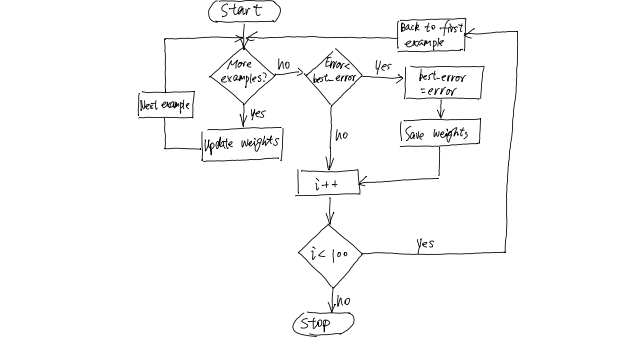 Start
Back to first
example
More
examples?
no
Error<
best_error
yes
best_error
=error
Next example
yes
Update weights
no
Save weights
i++
i<100
yes
no
Stop